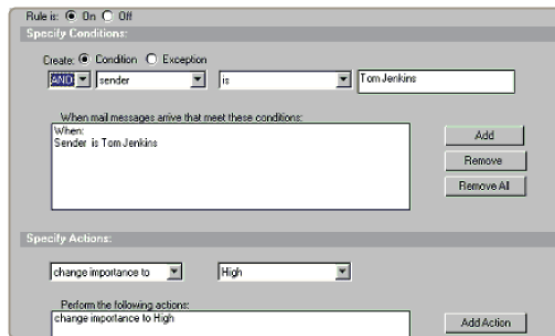 Rule is: On Off
Specify Conditions:
Create: Condition Exception
AND sender is Tom Jenkins
When mail messages arrive that meet these conditions:
When:
Sender is Tom Jenkins
Add
Remove
Remove All
Specify Actions:
change importance to High
Perform the following actions:
change importance to High
Add Action